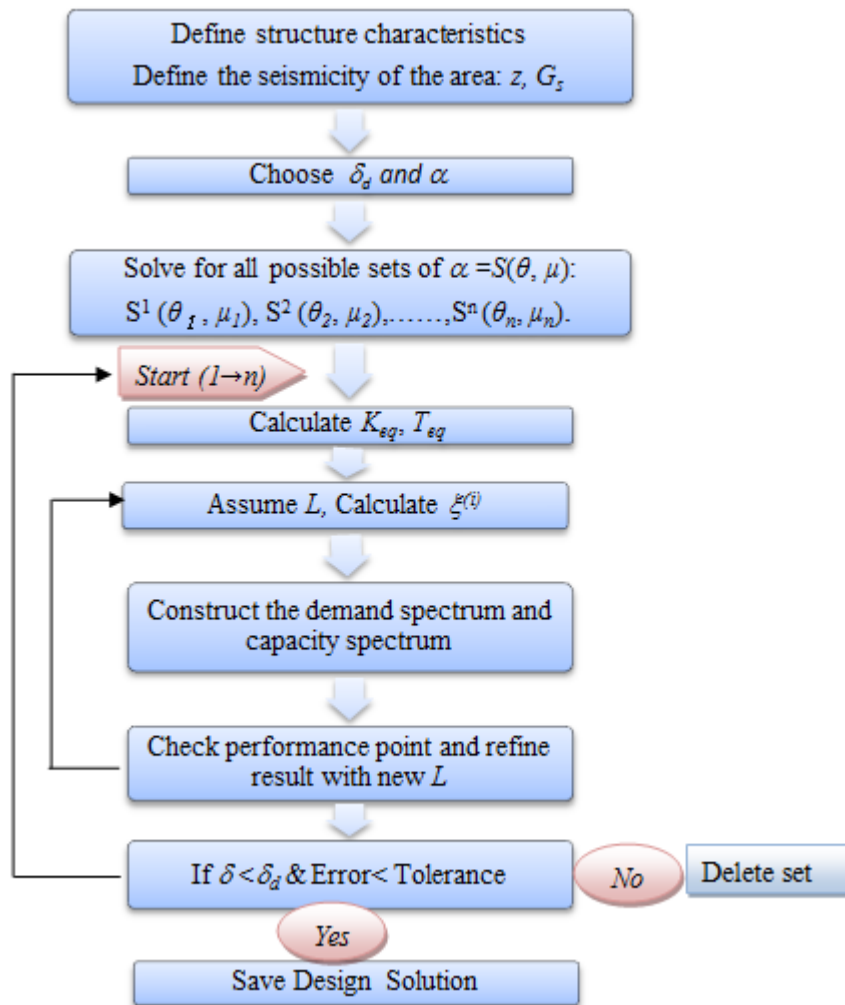 Define structure characteristics
Define the seismicity of the area: z, Gs
Choose δd and α
Solve for all possible sets of α =S(θ, μ):
S¹ (θ1, μ1), S² (θ2, μ2),……,Sⁿ(θn, μn).
Start (1→n)
Calculate Keq, Teq
Assume L, Calculate ξ(i)
Construct the demand spectrum and
capacity spectrum
Check performance point and refine
result with new L
If δ<δd & Error< Tolerance
No
Delete set
Yes
Save Design Solution